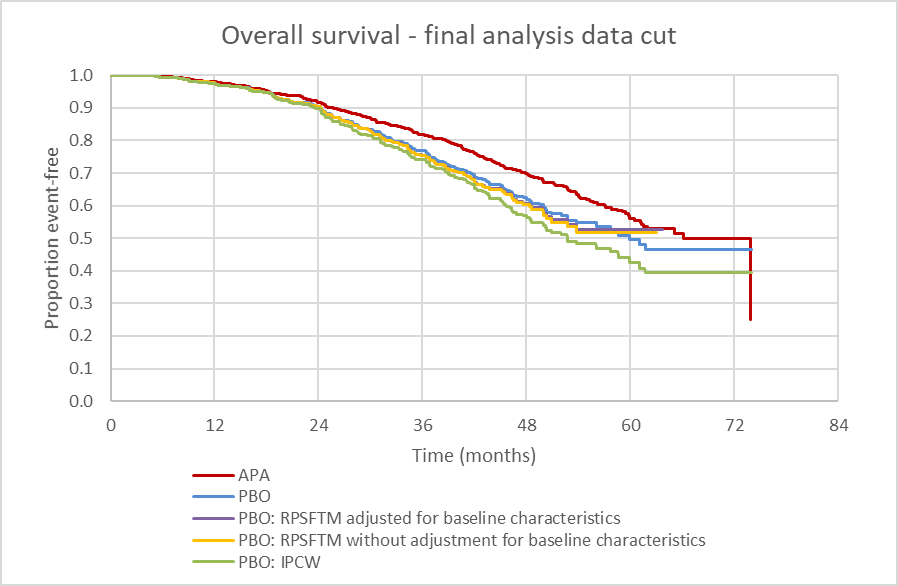 Overall survival - final analysis data cut
Proportion event-free
1.0
0.9
0.8
0.7
0.6
0.5
0.4
0.3
0.2
0.1
0.0
0 12 24 36 48 60 72 84
Time (months)
APA
PBO
PBO: RPSFTM adjusted for baseline characteristics
PBO: RPSFTM without adjustment for baseline characteristics
PBO: IPCW